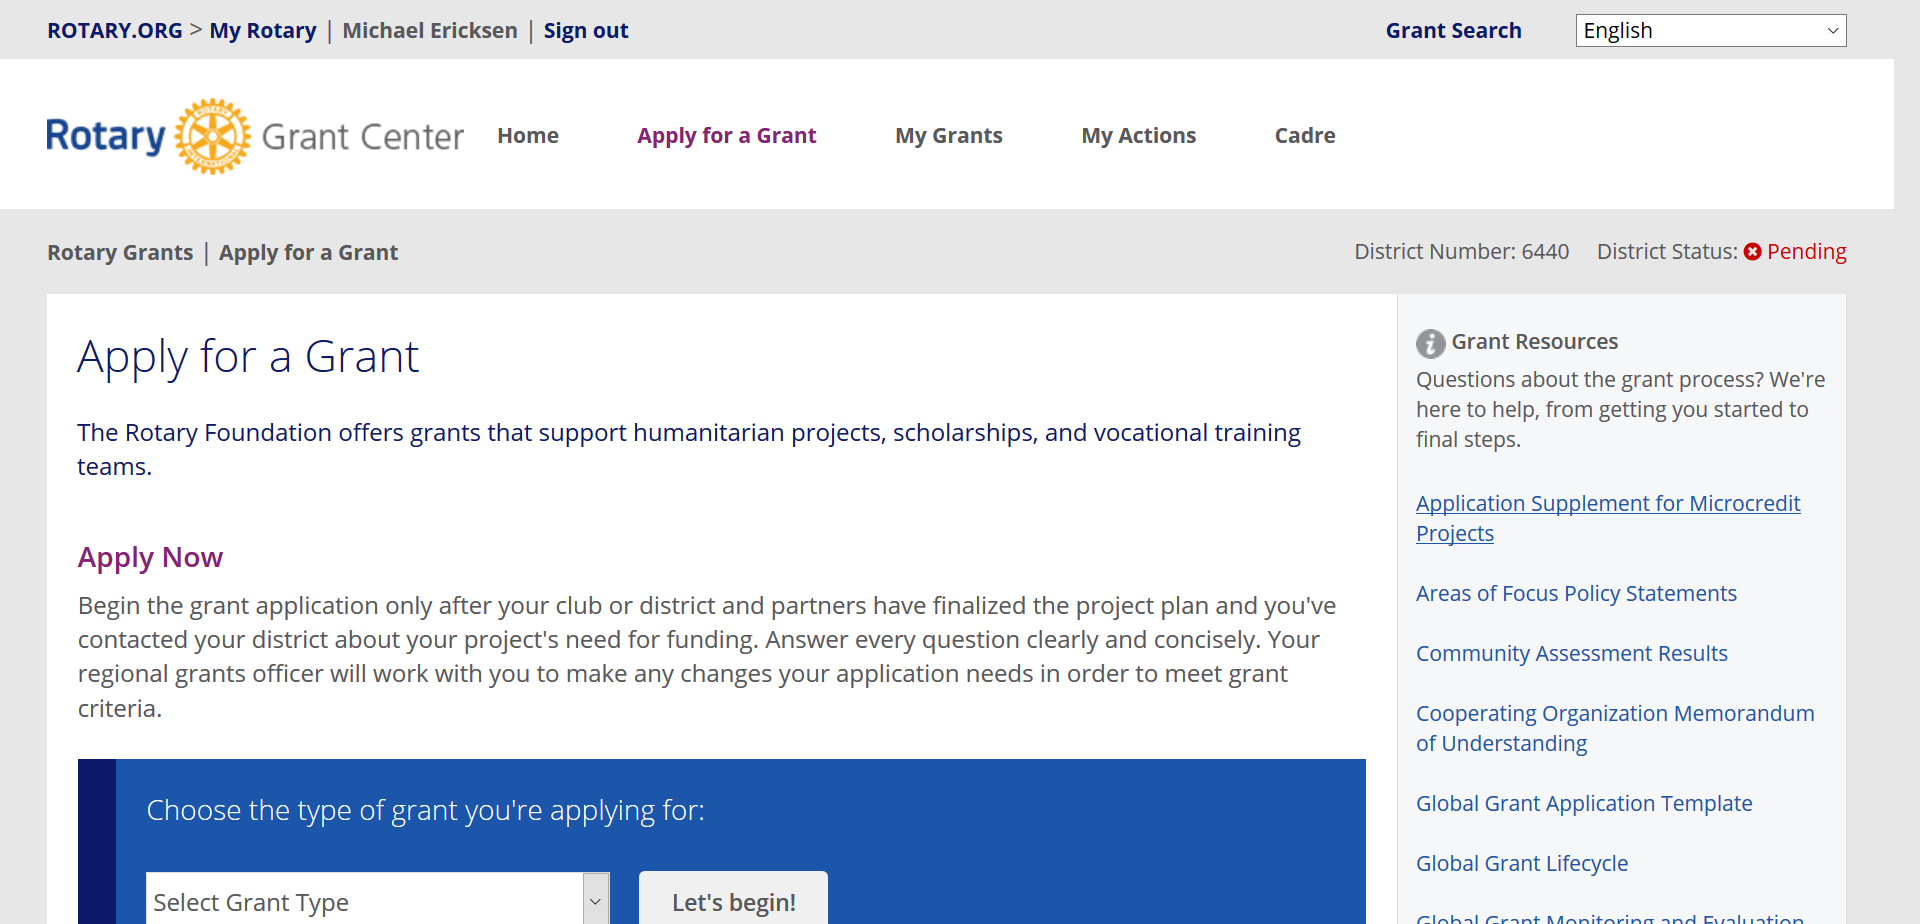 ROTARY.ORG > My Rotary | Michael Ericksen | Sign out
Grant Search
English
Rotary Grant Center
Home
Apply for a Grant
My Grants
My Actions
Cadre
Rotary Grants | Apply for a Grant
District Number: 6440
District Status: Pending
Apply for a Grant
The Rotary Foundation offers grants that support humanitarian projects, scholarships, and vocational training
teams.
Apply Now
Begin the grant application only after your club or district and partners have finalized the project plan and you've
contacted your district about your project's need for funding. Answer every question clearly and concisely. Your
regional grants officer will work with you to make any changes your application needs in order to meet grant
criteria.
Choose the type of grant you're applying for:
Select Grant Type
Let's begin!
Grant Resources
Questions about the grant process? We're
here to help, from getting you started to
final steps.
Application Supplement for Microcredit
Projects
Areas of Focus Policy Statements
Community Assessment Results
Cooperating Organization Memorandum
of Understanding
Global Grant Application Template
Global Grant Lifecycle
Global Grant Monitoring and Evaluation